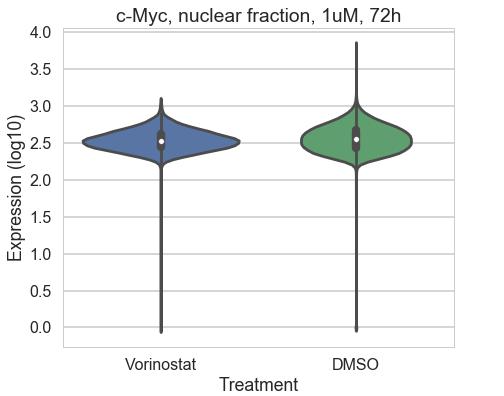 c-Myc, nuclear fraction, 1uM, 72h
Expression (log10)
4.0
3.5
3.0
2.5
2.0
1.5
1.0
0.5
0.0
Vorinostat DMSO
Treatment